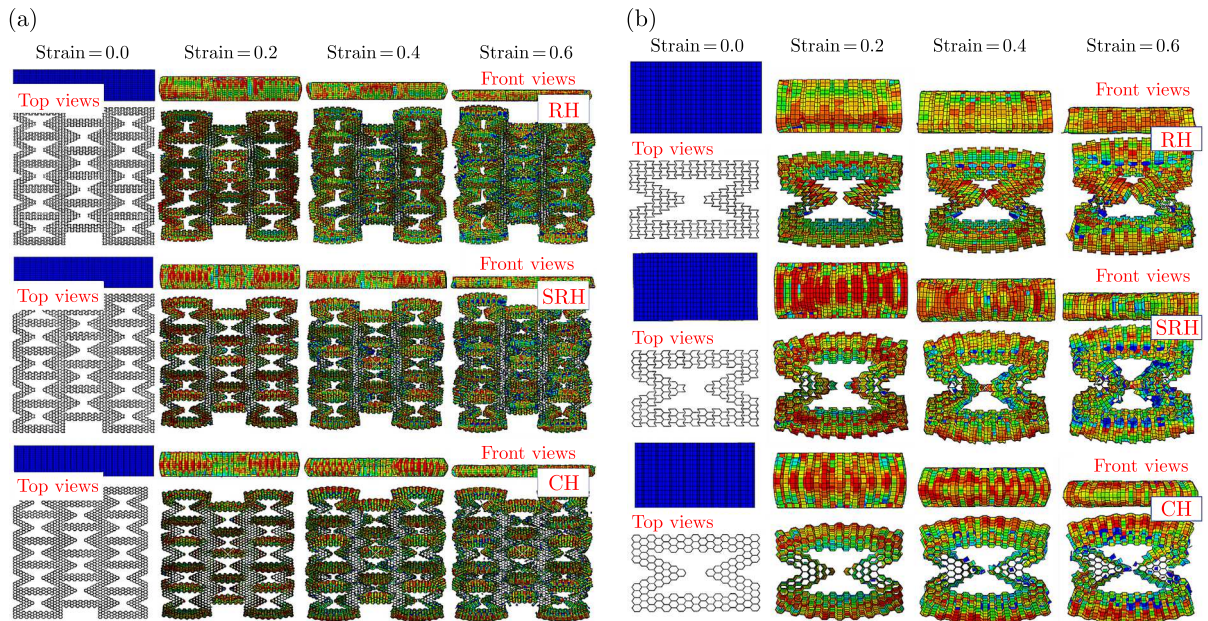 (a)
Strain = 0.0 Strain = 0.2 Strain = 0.4 Strain = 0.6
Front views
Top views
RH
Front views
Top views
SRH
Front views
Top views
CH
(b)
Strain = 0.0 Strain = 0.2 Strain = 0.4 Strain = 0.6
Front views
Top views
RH
Front views
Top views
SRH
Front views
Top views
CH